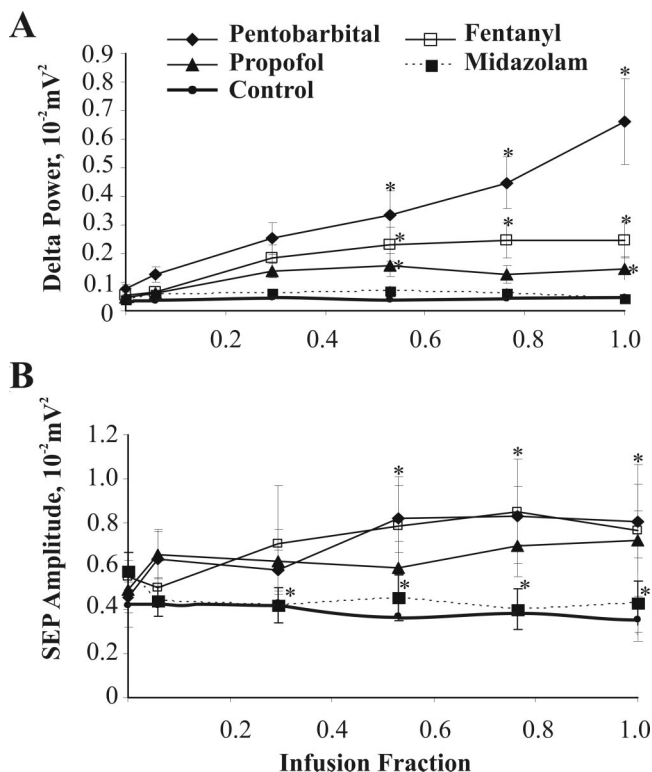 A
Pentobarbital
Fentanyl
Propofol
Midazolam
Control
Delta Power, 10⁻²mV²
0.9
0.8
0.7
0.6
0.5
0.4
0.3
0.2
0.1
0
* * * * * * * *
0.2 0.4 0.6 0.8 1.0
B
SEP Amplitude, 10⁻²mV²
1.2
1.0
0.8
0.6
0.4
0.2
0
* * * * * * *
0.2 0.4 0.6 0.8 1.0
Infusion Fraction